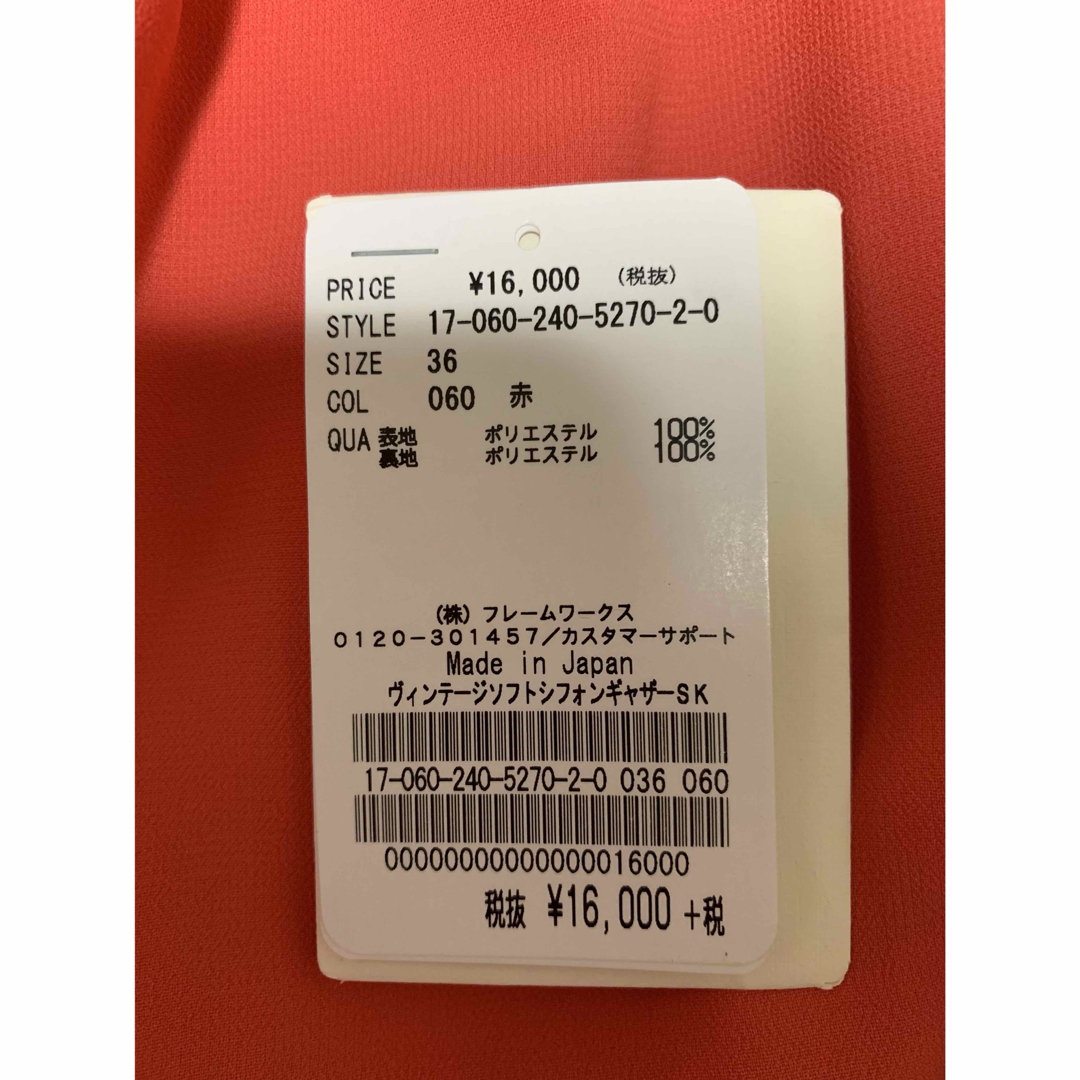 PRICE ¥16,000 (税抜)
STYLE 17-060-240-5270-2-0
SIZE 36
COL 060 赤
QUA 表地 ポリエステル 100%
裏地 ポリエステル 100%
(株) フレームワークス
0120-301457/カスタマーサポート
Made in Japan
ヴィンテージソフトシフォンギャザーSK
17-060-240-5270-2-0 036 060
00000000000000016000
税抜 ¥16,000 +税